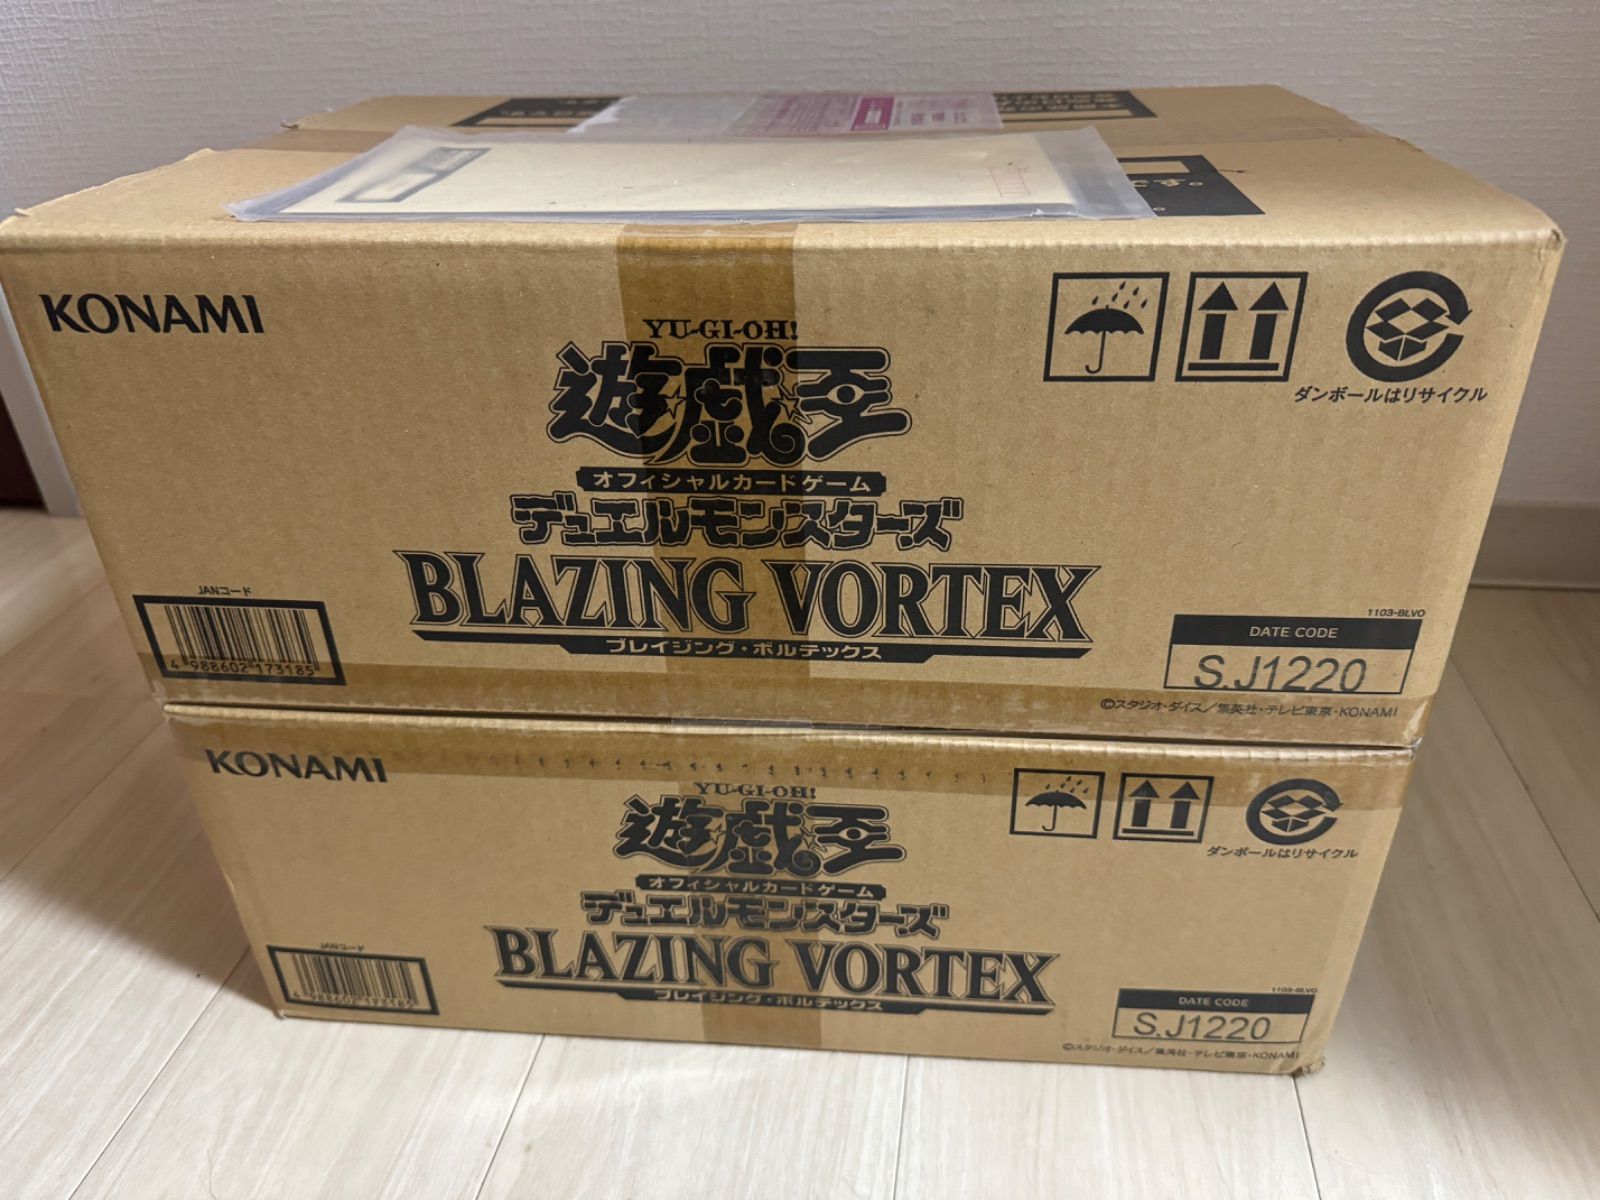 です。
KONAMI
YU-GI-OH!
遊戯王
オフィシャルカードゲーム
デュエルモンスターズ
BLAZING VORTEX
ブレイジング・ボルテックス
ダンボールはリサイクル
JANコード
4 988602 173185
1103-BLVO
DATE CODE
S.J1220
©スタジオ・ダイス/集英社・テレビ東京・KONAMI
KONAMI
YU-GI-OH!
遊戯王
オフィシャルカードゲーム
デュエルモンスターズ
BLAZING VORTEX
ブレイジング・ボルテックス
ダンボールはリサイクル
JANコード
4 988602 173185
1103-BLVO
DATE CODE
S.J1220
©スタジオ・ダイス/集英社・テレビ東京・KONAMI